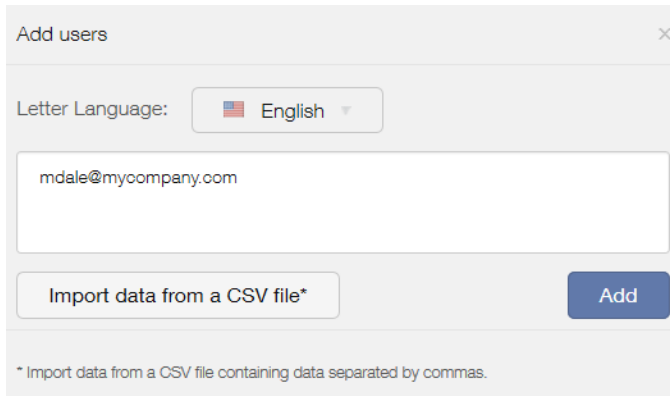 Add users
Letter Language: English
mdale@mycompany.com
Import data from a CSV file* Add
* Import data from a CSV file containing data separated by commas.